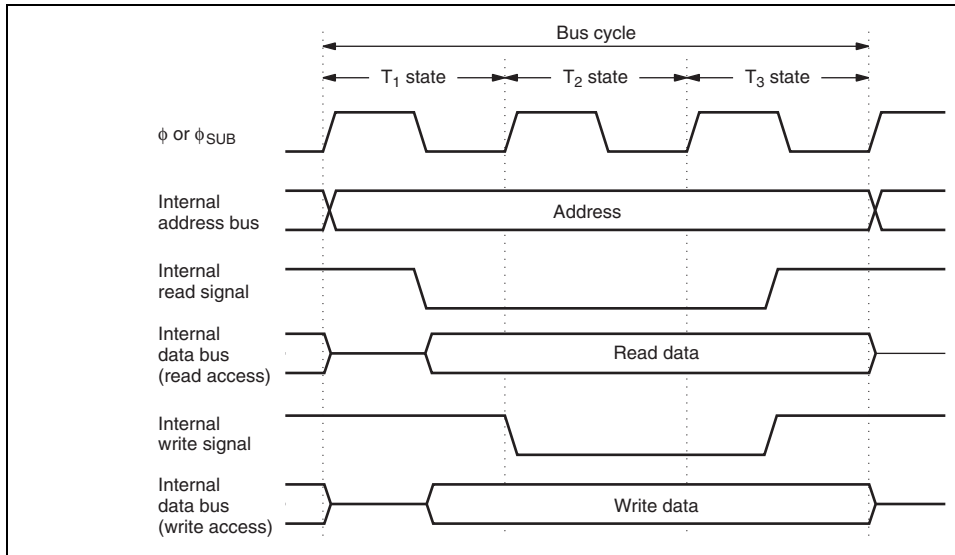 Bus cycle
T₁ state
T₂ state
T₃ state
ϕ or ϕSUB
Internal
address bus
Address
Internal
read signal
Internal
data bus
(read access)
Read data
Internal
write signal
Internal
data bus
(write access)
Write data